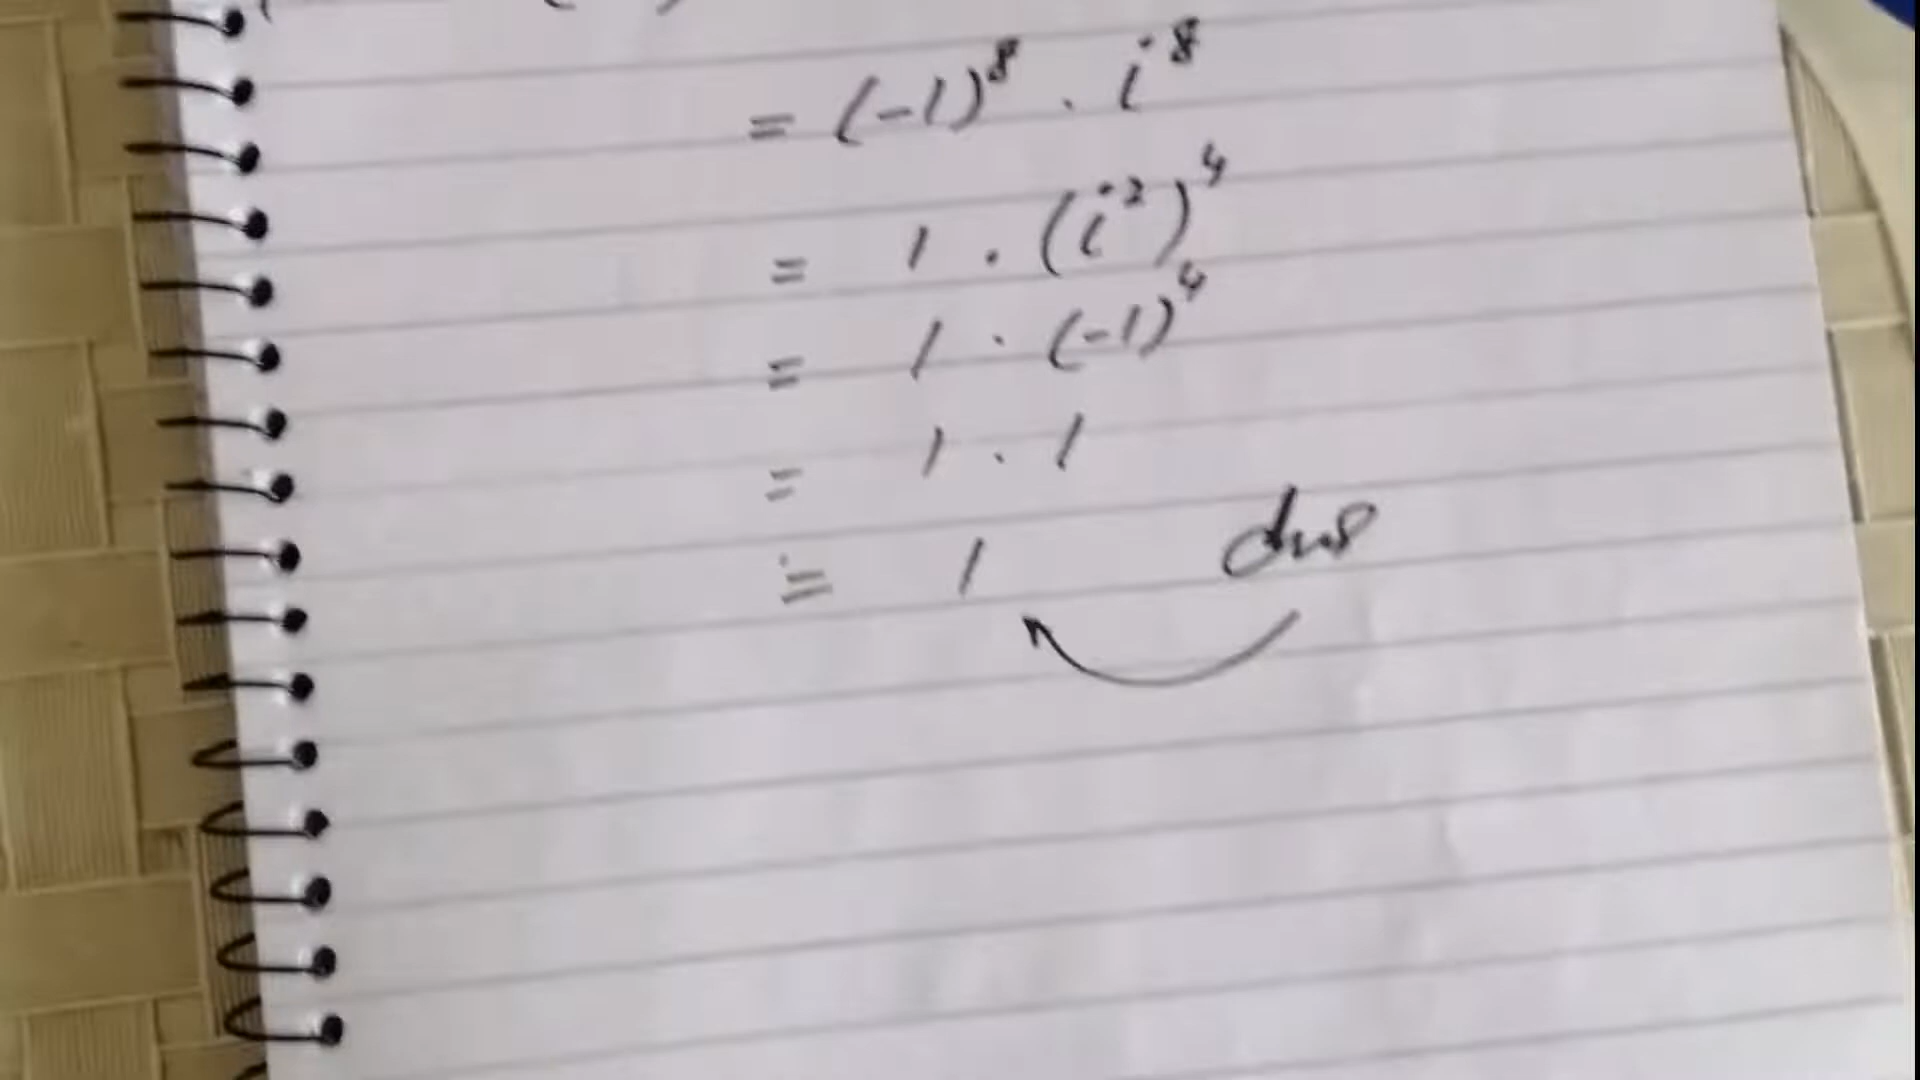 = (-1)⁸ . i⁸
= 1 . (i²)⁴
= 1 . (-1)⁴
= 1 . 1
= 1 Ans